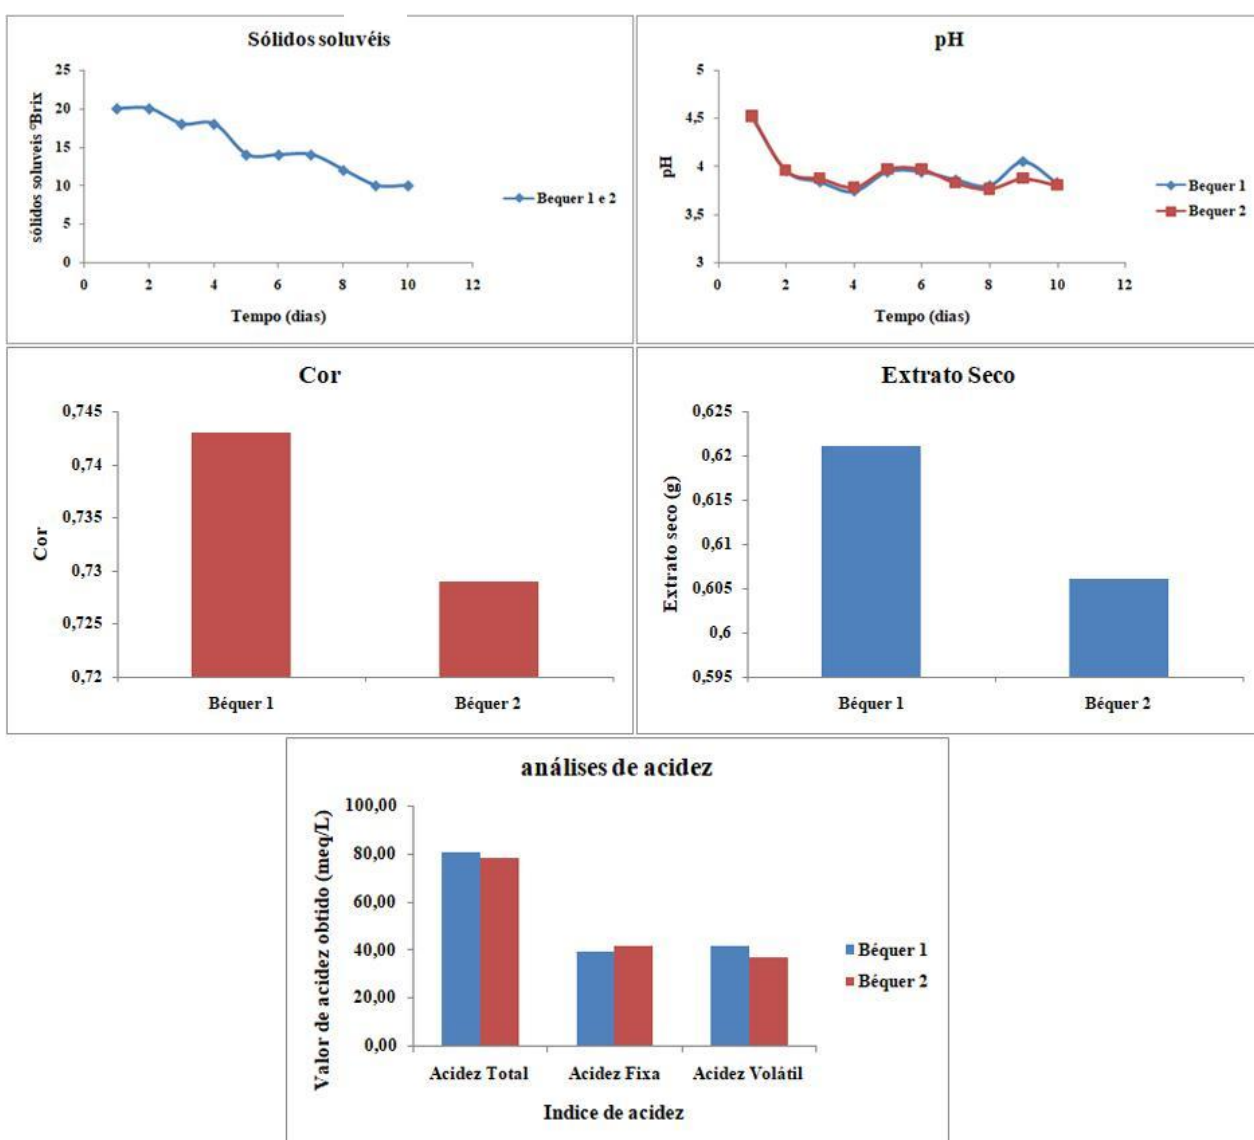 Sólidos soluvéis
25
20
15
10
5
0
0 2 4 6 8 10 12
sólidos soluveis ºBrix
Tempo (dias)
Bequer 1 e 2
pH
5
4,5
4
3,5
3
0 2 4 6 8 10 12
pH
Tempo (dias)
Bequer 1
Bequer 2
Cor
0,745
0,74
0,735
0,73
0,725
0,72
Cor
Béquer 1 Béquer 2
Extrato Seco
0,625
0,62
0,615
0,61
0,605
0,6
0,595
Extrato seco (g)
Béquer 1 Béquer 2
análises de acidez
100,00
80,00
60,00
40,00
20,00
0,00
Valor de acidez obtido (meq/L)
Acidez Total Acidez Fixa Acidez Volátil
Indice de acidez
Béquer 1
Béquer 2